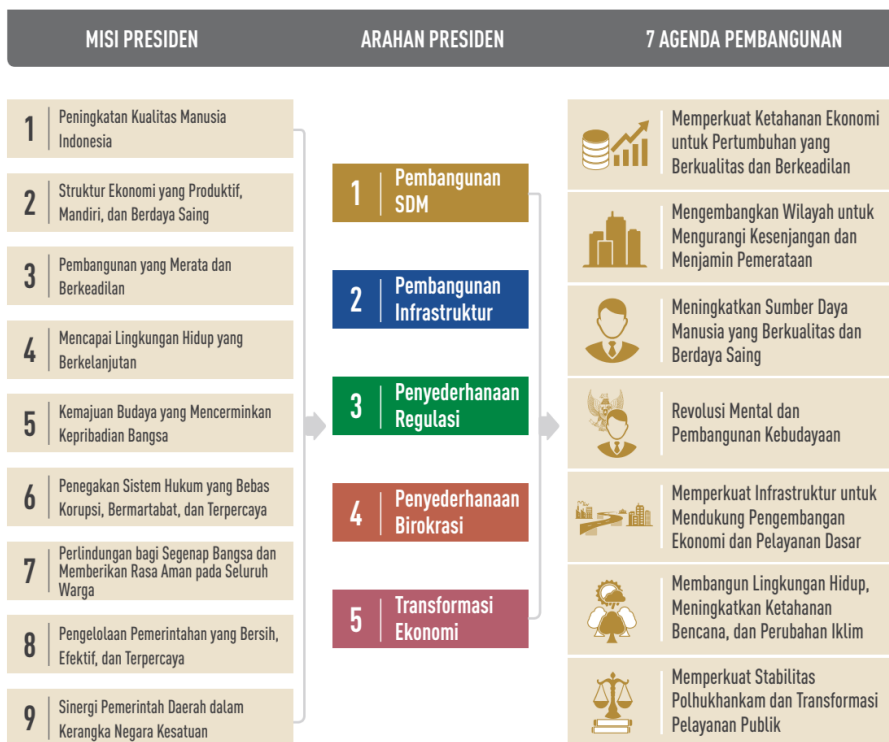 MISI PRESIDEN
ARAHAN PRESIDEN
7 AGENDA PEMBANGUNAN
1
Peningkatan Kualitas Manusia
Indonesia
2
Struktur Ekonomi yang Produktif,
Mandiri, dan Berdaya Saing
3
Pembangunan yang Merata dan
Berkeadilan
4
Mencapai Lingkungan Hidup yang
Berkelanjutan
5
Kemajuan Budaya yang Mencerminkan
Kepribadian Bangsa
6
Penegakan Sistem Hukum yang Bebas
Korupsi, Bermartabat, dan Terpercaya
7
Perlindungan bagi Segenap Bangsa dan
Memberikan Rasa Aman pada Seluruh
Warga
8
Pengelolaan Pemerintahan yang Bersih,
Efektif, dan Terpercaya
9
Sinergi Pemerintah Daerah dalam
Kerangka Negara Kesatuan
1
Pembangunan
SDM
2
Pembangunan
Infrastruktur
3
Penyederhanaan
Regulasi
4
Penyederhanaan
Birokrasi
5
Transformasi
Ekonomi
Memperkuat Ketahanan Ekonomi
untuk Pertumbuhan yang
Berkualitas dan Berkeadilan
Mengembangkan Wilayah untuk
Mengurangi Kesenjangan dan
Menjamin Pemerataan
Meningkatkan Sumber Daya
Manusia yang Berkualitas dan
Berdaya Saing
Revolusi Mental dan
Pembangunan Kebudayaan
Memperkuat Infrastruktur untuk
Mendukung Pengembangan
Ekonomi dan Pelayanan Dasar
Membangun Lingkungan Hidup,
Meningkatkan Ketahanan
Bencana, dan Perubahan Iklim
Memperkuat Stabilitas
Polhukhankam dan Transformasi
Pelayanan Publik